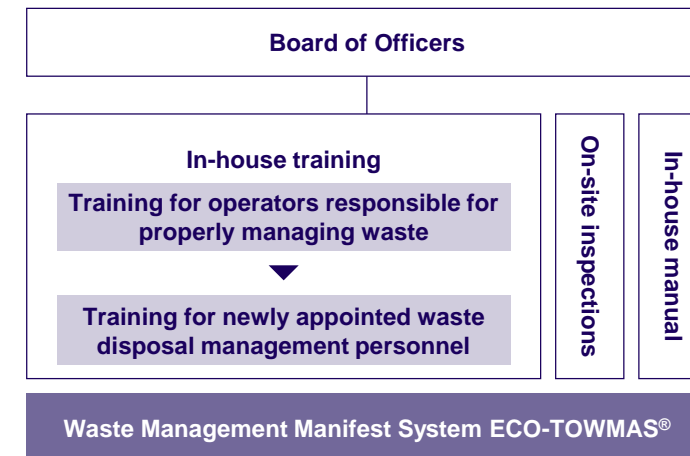 Board of Officers
In-house training
Training for operators responsible for
properly managing waste
Training for newly appointed waste
disposal management personnel
On-site inspections
In-house manual
Waste Management Manifest System ECO-TOWMAS®